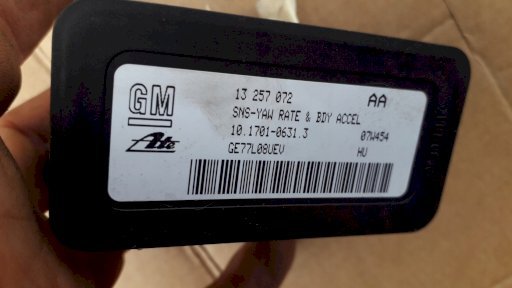 GM
13 257 072 AA
SNS-YAW RATE & BDY ACCEL
Ate
10.1701-0631.3 07W454
GE77L08UEV HU